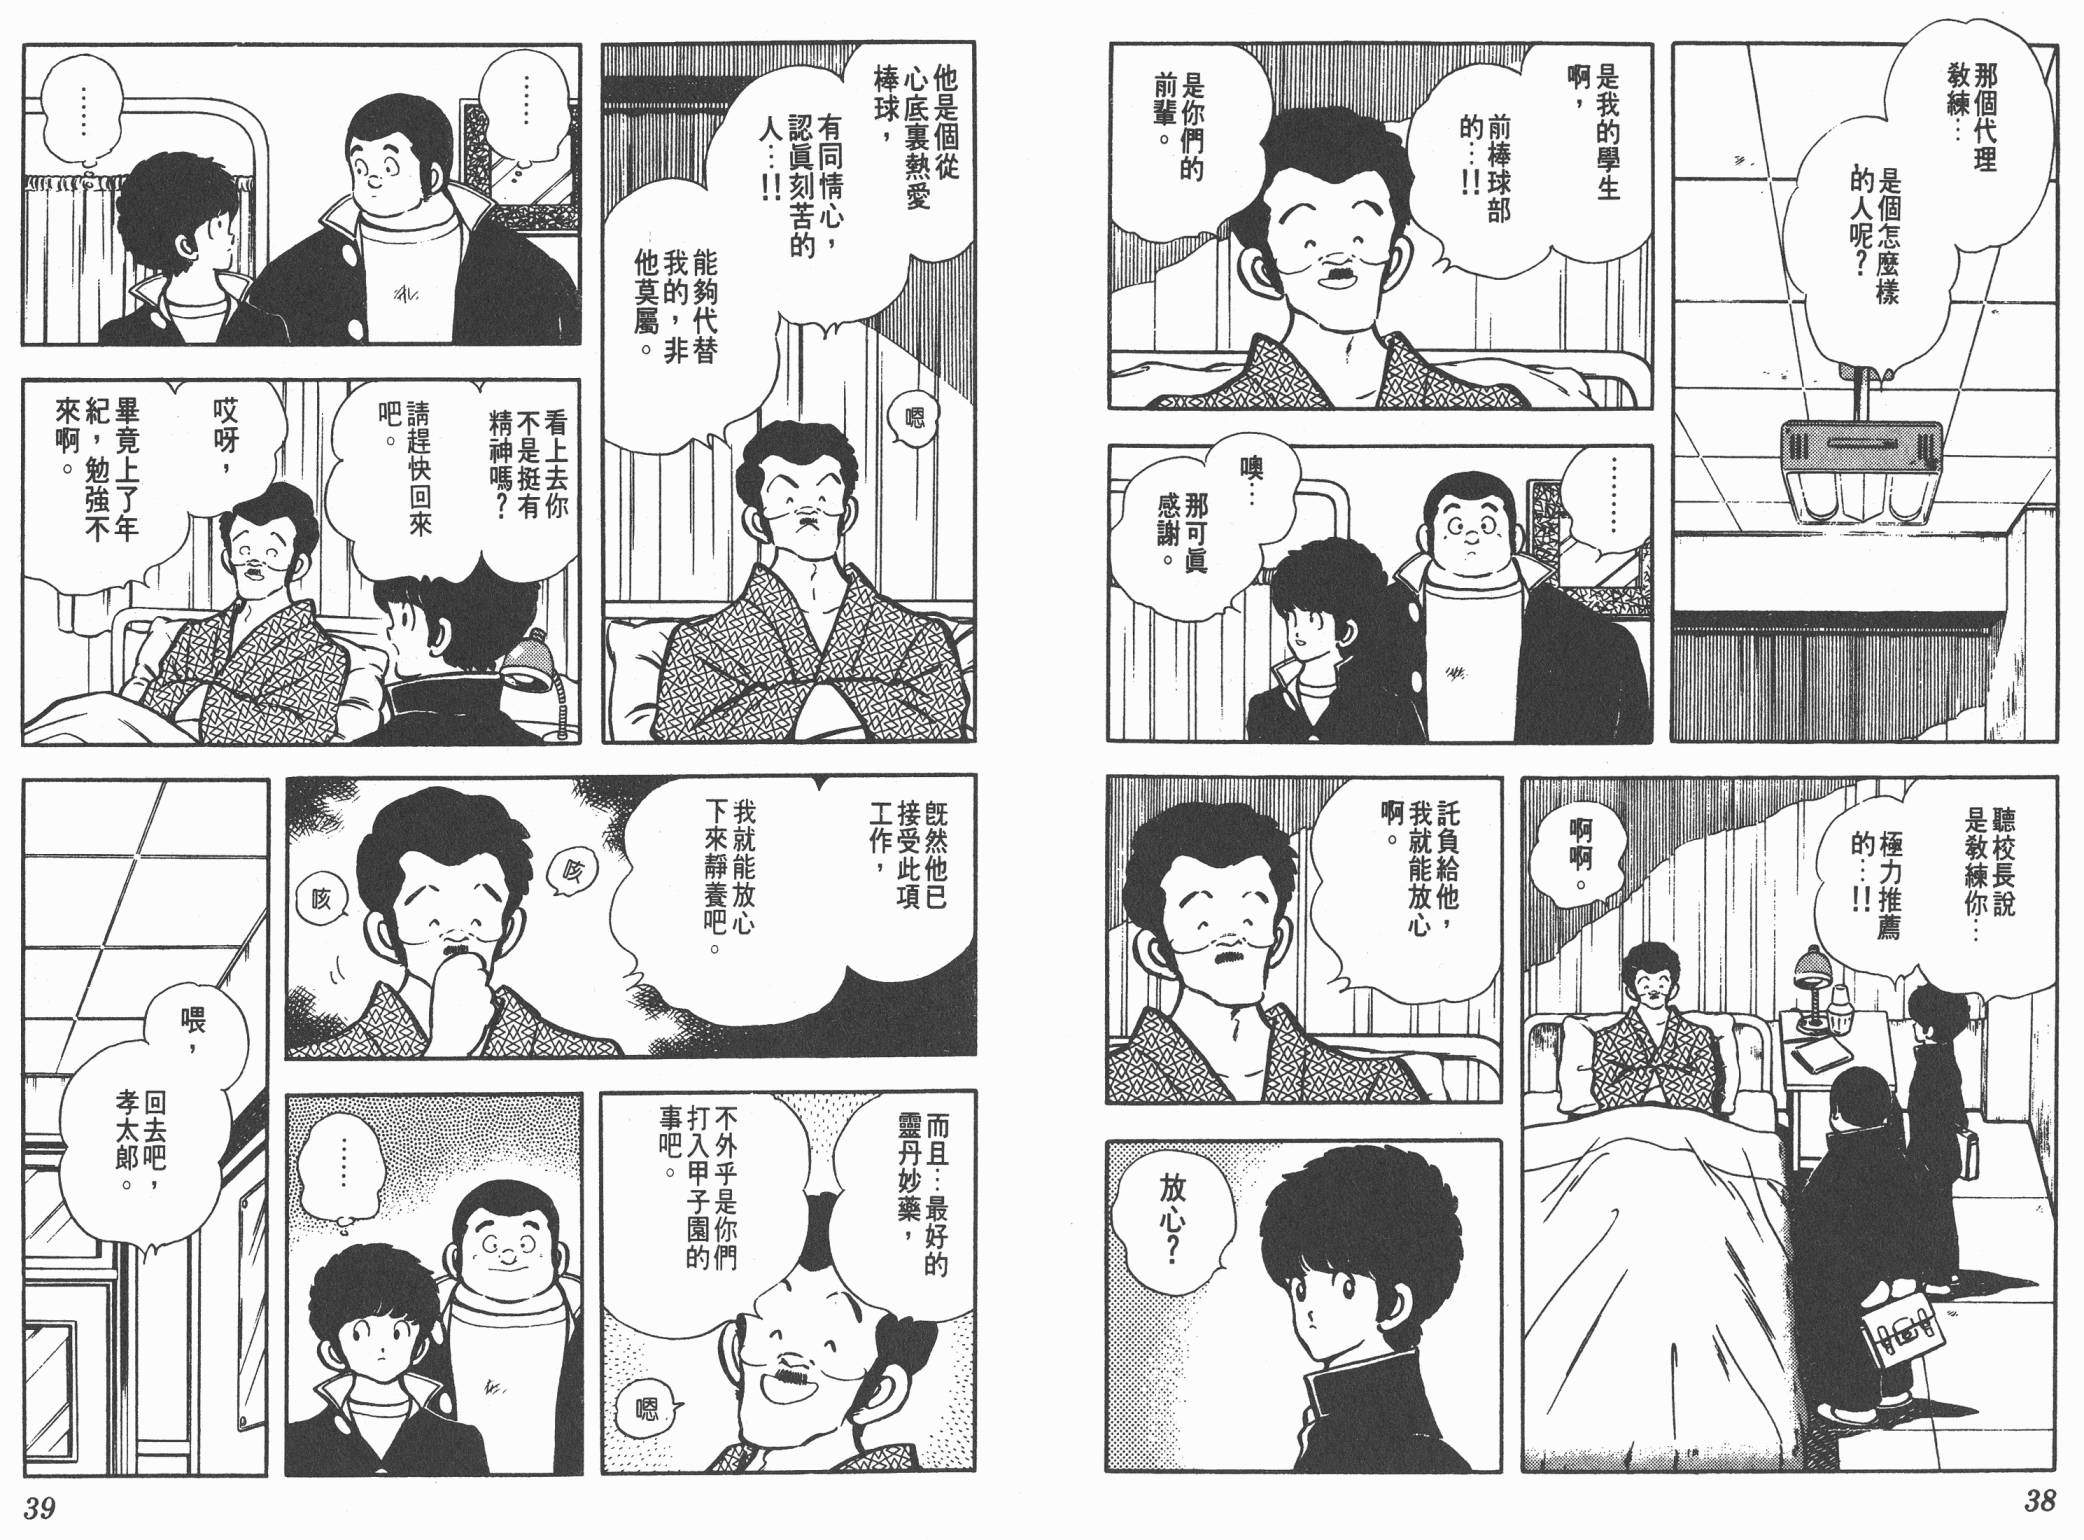 那個代理
教練…
是個怎麼樣
的人呢?
是我的學生
啊,
前棒球部
的…!!
是你們的
前輩。
………
噢…
那可眞
感謝。
聽校長說
是教練你…
極力推薦
的…!!
啊啊。
託負給他,
我就能放心
啊。
放心?
38
他是個從
心底裏熱愛
棒球,
有同情心,
認眞刻苦的
人…!!
能夠代替
我的,非
他莫屬。
嗯
……
……
看上去你
不是挺有
精神嗎?
請趕快回來
吧。
哎呀,
畢竟上了年
紀,勉強不
來啊。
旣然他已
接受此項
工作,
我就能放心
下來靜養吧。
咳
咳
而且…最好的
靈丹妙藥,
不外乎是你們
打入甲子園的
事吧。
嗯
……
喂,
回去吧,
孝太郎。
39